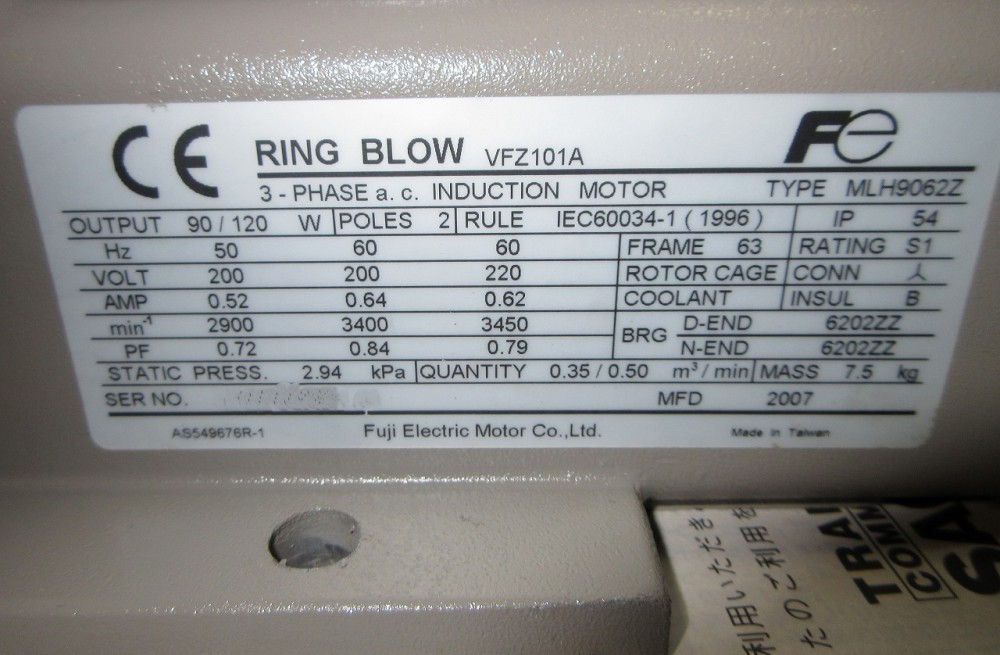 CE RING BLOW VFZ101A Fe
3 - PHASE a. c. INDUCTION MOTOR TYPE MLH9062Z
OUTPUT 90 / 120 W POLES 2 RULE IEC60034-1 ( 1996 ) IP 54
Hz 50 60 60 FRAME 63 RATING S1
VOLT 200 200 220 ROTOR CAGE CONN 人
AMP 0.52 0.64 0.62 COOLANT INSUL B
min-1 2900 3400 3450 BRG D-END 6202ZZ
PF 0.72 0.84 0.79 N-END 6202ZZ
STATIC PRESS. 2.94 kPa QUANTITY 0.35 / 0.50 m³ / min MASS 7.5 kg
SER NO. MFD 2007
AS549676R-1 Fuji Electric Motor Co.,Ltd. Made in Taiwan
利用いただき
たのご利用を
TRA
COMM
SA